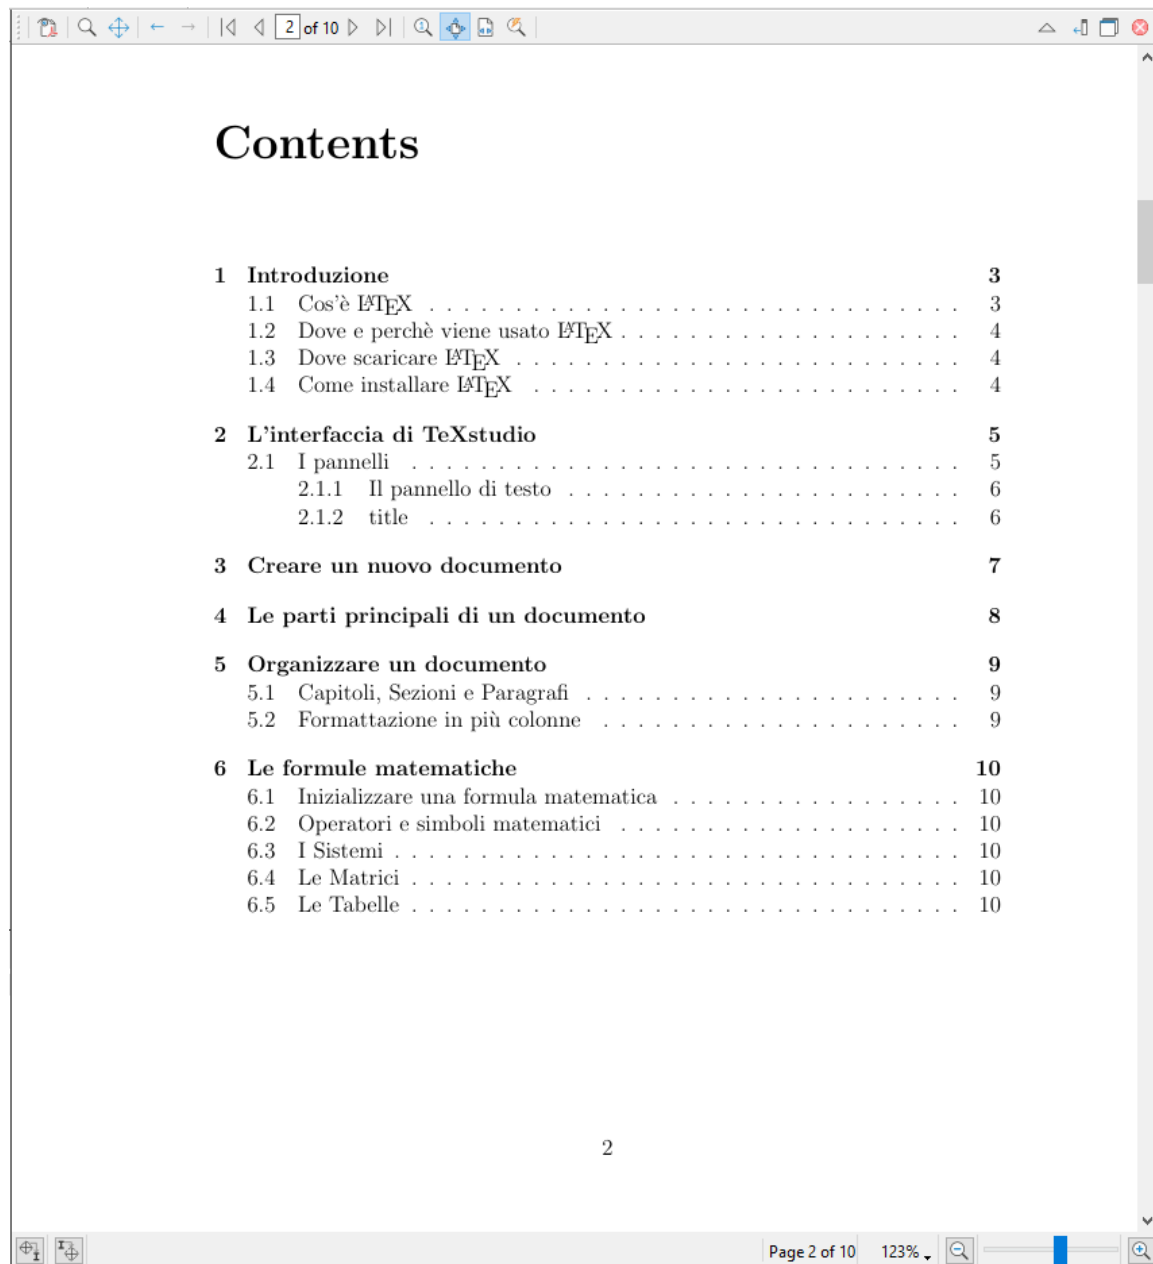 2 of 10
Contents
1 Introduzione 3
1.1 Cos'è LATEX . . . . . . . . . . . . . . . . . . . . . . . . . . . . . . . 3
1.2 Dove e perchè viene usato LATEX . . . . . . . . . . . . . . . . . . . . 4
1.3 Dove scaricare LATEX . . . . . . . . . . . . . . . . . . . . . . . . . . 4
1.4 Come installare LATEX . . . . . . . . . . . . . . . . . . . . . . . . . 4
2 L'interfaccia di TeXstudio 5
2.1 I pannelli . . . . . . . . . . . . . . . . . . . . . . . . . . . . . . . . 5
2.1.1 Il pannello di testo . . . . . . . . . . . . . . . . . . . . . . . 6
2.1.2 title . . . . . . . . . . . . . . . . . . . . . . . . . . . . . . . 6
3 Creare un nuovo documento 7
4 Le parti principali di un documento 8
5 Organizzare un documento 9
5.1 Capitoli, Sezioni e Paragrafi . . . . . . . . . . . . . . . . . . . . . . 9
5.2 Formattazione in più colonne . . . . . . . . . . . . . . . . . . . . . 9
6 Le formule matematiche 10
6.1 Inizializzare una formula matematica . . . . . . . . . . . . . . . . . 10
6.2 Operatori e simboli matematici . . . . . . . . . . . . . . . . . . . . 10
6.3 I Sistemi . . . . . . . . . . . . . . . . . . . . . . . . . . . . . . . . . 10
6.4 Le Matrici . . . . . . . . . . . . . . . . . . . . . . . . . . . . . . . . 10
6.5 Le Tabelle . . . . . . . . . . . . . . . . . . . . . . . . . . . . . . . . 10
2
Page 2 of 10 123%